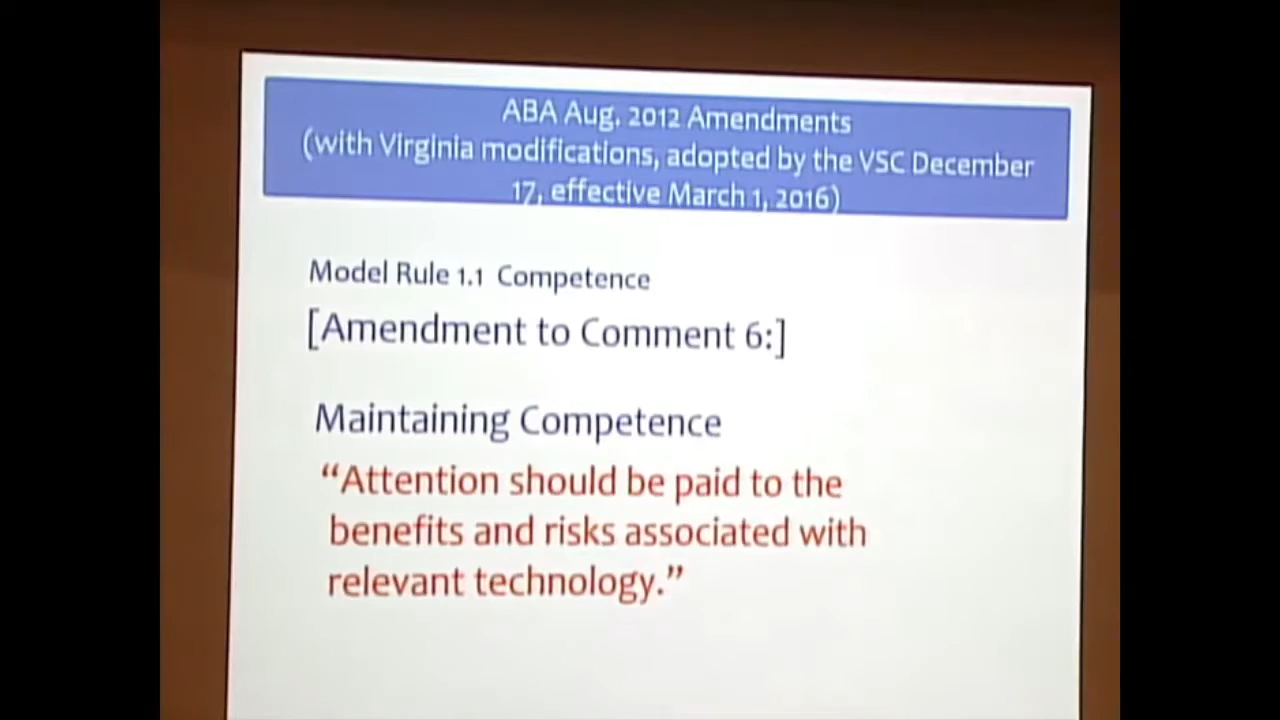 ABA Aug. 2012 Amendments
(with Virginia modifications, adopted by the VSC December
17, effective March 1, 2016)
Model Rule 1.1 Competence
[Amendment to Comment 6:]
Maintaining Competence
“Attention should be paid to the
benefits and risks associated with
relevant technology.”